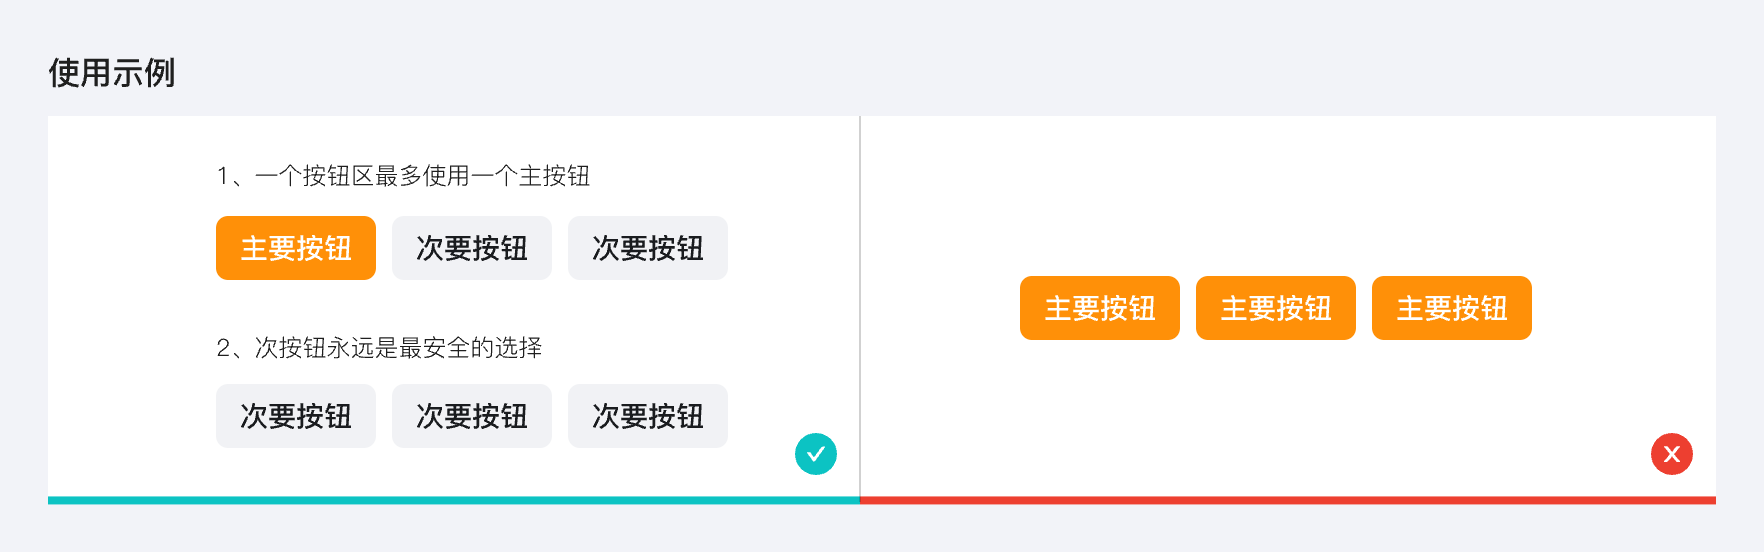 使用示例
1、一个按钮区最多使用一个主按钮
主要按钮 次要按钮 次要按钮
2、次按钮永远是最安全的选择
次要按钮 次要按钮 次要按钮
主要按钮 主要按钮 主要按钮